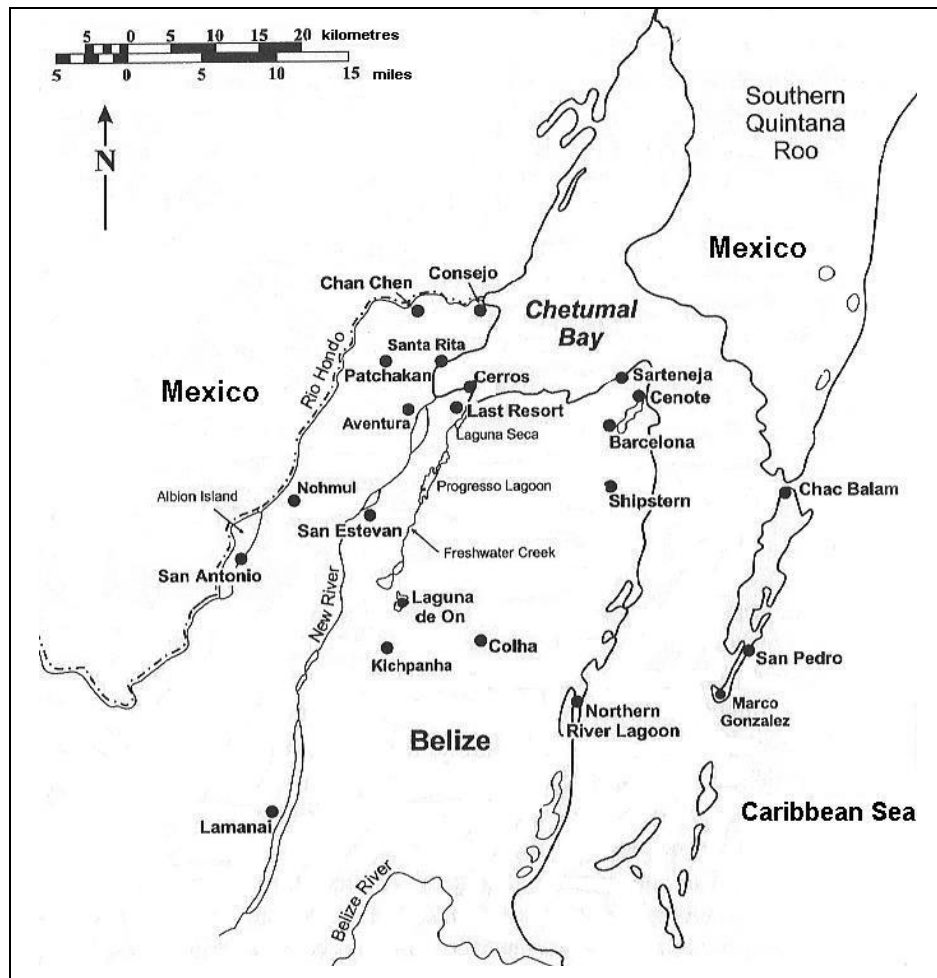 5 0 5 10 15 20 kilometres
5 0 5 10 15 miles
N
Southern
Quintana
Roo
Mexico
Chan Chen
Consejo
Chetumal
Bay
Rio Hondo
Santa Rita
Patchakan
Mexico
Cerros
Sarteneja
Cenote
Aventura
Last Resort
Laguna Seca
Barcelona
Albion Island
Nohmul
Progresso Lagoon
Shipstern
Chac Balam
San Estevan
Freshwater Creek
San Antonio
New River
Laguna
de On
Colha
Kichpanha
San Pedro
Marco
Gonzalez
Northern
River Lagoon
Belize
Lamanai
Caribbean Sea
Belize River